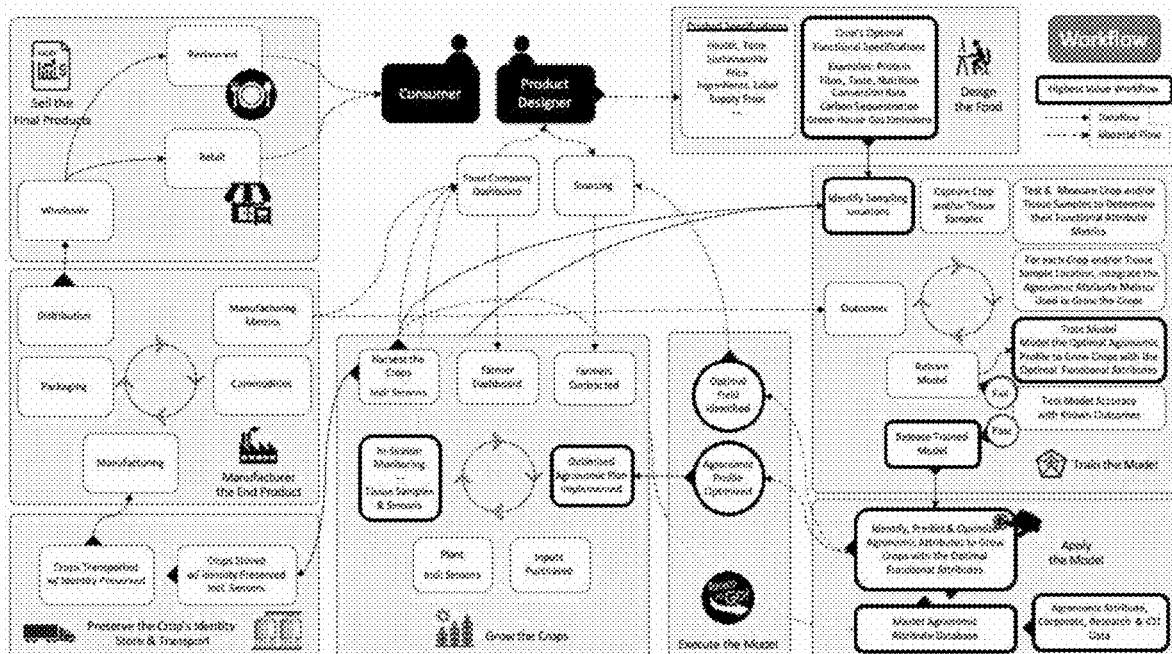 Restaurant
Sell the
Final Products
Retail
Wholesale
Consumer
Product
Designer
Product Specifications
Health, Taste
Sustainability
Price
Ingredients, Label
Supply
Crop's Optimal
Functional Specifications
Examples: Protein
Fiber, Taste, Nutrition
Conversion Rate
Carbon Sequestration
Green House Gas Emissions
Design
the Food
Workflow
Highest Value Workflow
Dataflow
Material Flow
Food Company
Dashboard
Sourcing
Identify Sampling
Locations
Capture Crop
and/or Tissue
Samples
Test & Measure Crop and/or
Tissue Samples to Determine
their Functional Attribute
Metrics
For each Crop and/or Tissue
Sample Location, Integrate the
Agronomic Attribute Metrics
Used to Grow the Crops
Outcomes
Train Model
Model the Optimal Agronomic
Profile to Grow Crops with the
Optimal Functional Attributes
Retrain
Model
Fail
Test Model Accuracy
with Known Outcomes
Pass
Release Trained
Model
Train the Model
Distribution
Manufacturing
Metrics
Packaging
Commodities
Manufacturing
Manufacturer
the End Product
Harvest the
Crops
Incl. Sensors
Farmer
Dashboard
Farmers
Contracted
Optimal
Field
Identified
In-Season
Monitoring
Tissue Samples
& Sensors
Optimized
Agronomic Plan
Implemented
Agronomic
Profile
Optimized
Plant
Incl. Sensors
Inputs
Purchased
Grow the Crops
Execute the Model
Identify, Predict & Optimize
Agronomic Attributes to Grow
Crops with the Optimal
Functional Attributes
Apply
the Model
Model Agronomic
Attribute Database
Agronomic Attribute,
Corporate, Research &
Data
Crops Transported
w/ Identity Preserved
Crops Stored
w/ Identity Preserved
Incl. Sensors
Preserve the Crop's Identity
Store & Transport